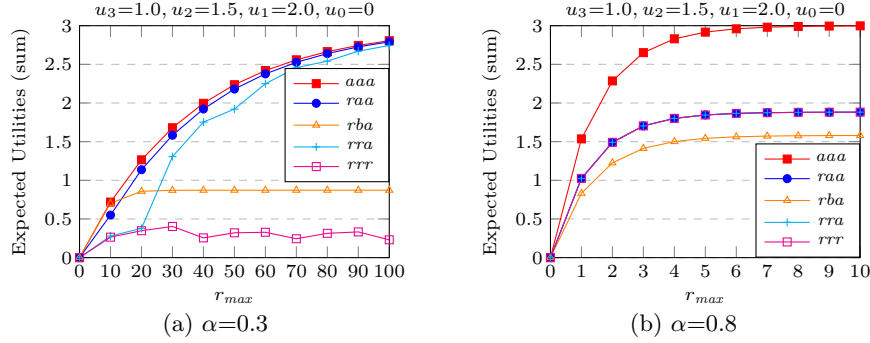 u3=1.0, u2=1.5, u1=2.0, u0=0
Expected Utilities (sum)
3
2.5
2
1.5
1
0.5
0
aaa
raa
rba
rra
rrr
0 10 20 30 40 50 60 70 80 90 100
rmax
(a) α=0.3
u3=1.0, u2=1.5, u1=2.0, u0=0
Expected Utilities (sum)
3
2.5
2
1.5
1
0.5
0
aaa
raa
rba
rra
rrr
0 1 2 3 4 5 6 7 8 9 10
rmax
(b) α=0.8